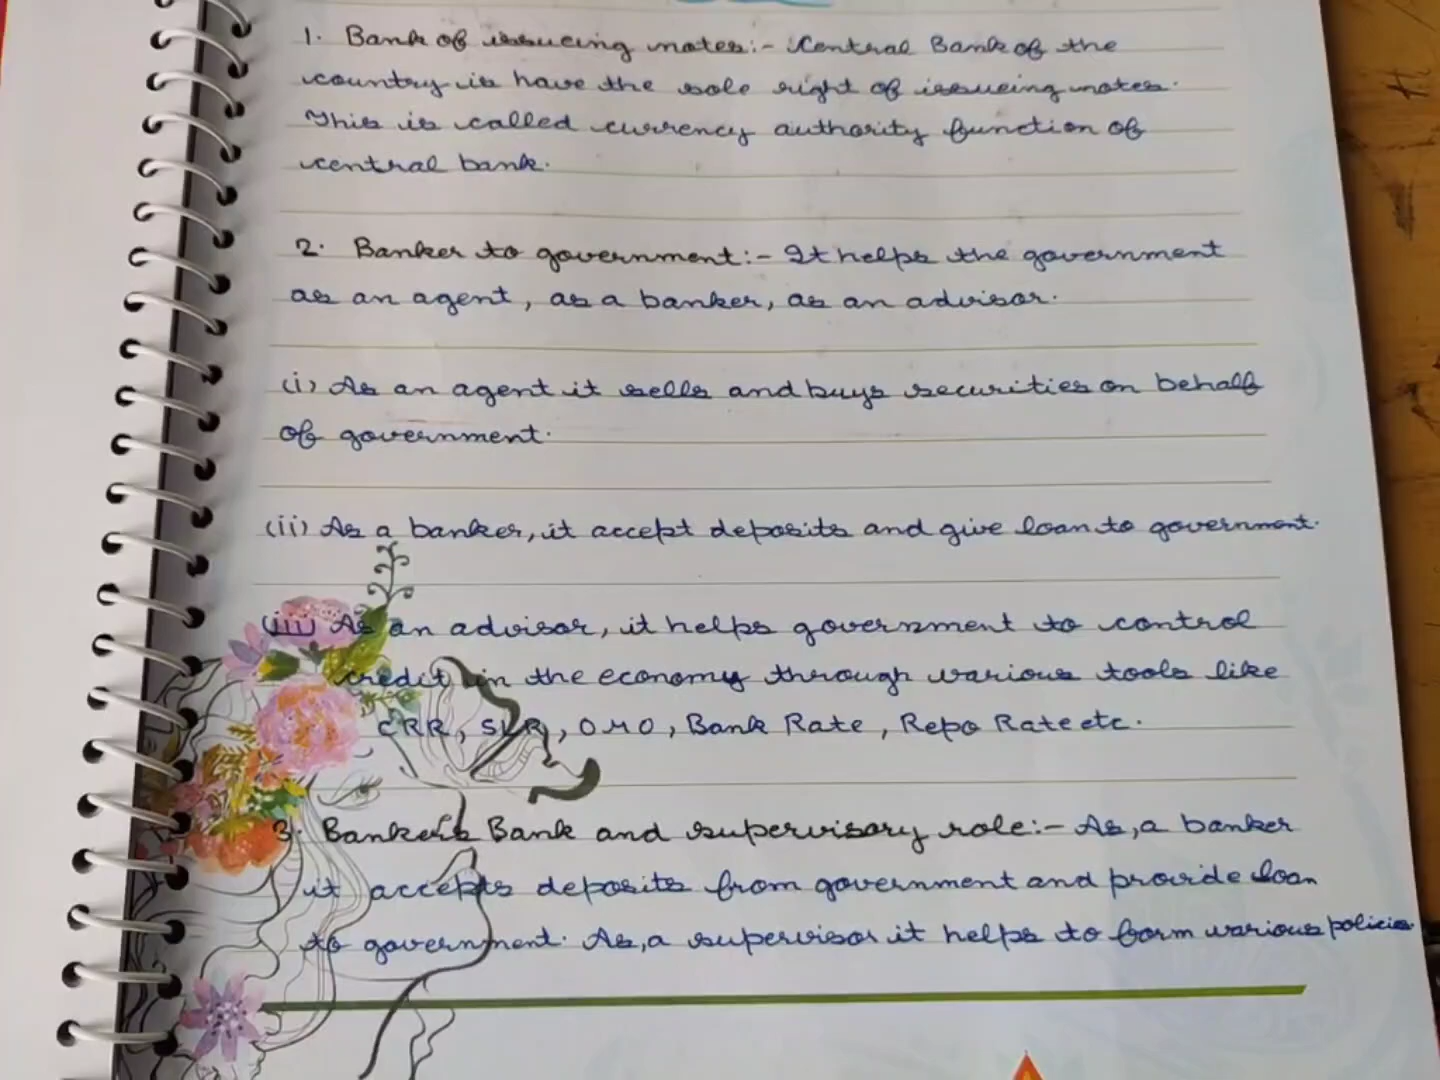 1. Bank of issueing notes:- Central Bank of the
country is have the sole right of issueing notes.
This is called currency authority function of
central bank.
2. Banker to government:- It helps the government
as an agent, as a banker, as an advisor.
(i) As an agent it sells and buys securities on behalf
of government.
(ii) As a banker, it accept deposits and give loan to government.
(iii) As an advisor, it helps government to control
credit in the economy through various tools like
CRR, SLR, OMO, Bank Rate, Repo Rate etc.
3. Banker's Bank and supervisory role:- As, a banker
it accepts deposits from government and provide loan
to government. As, a supervisor it helps to form various policies.